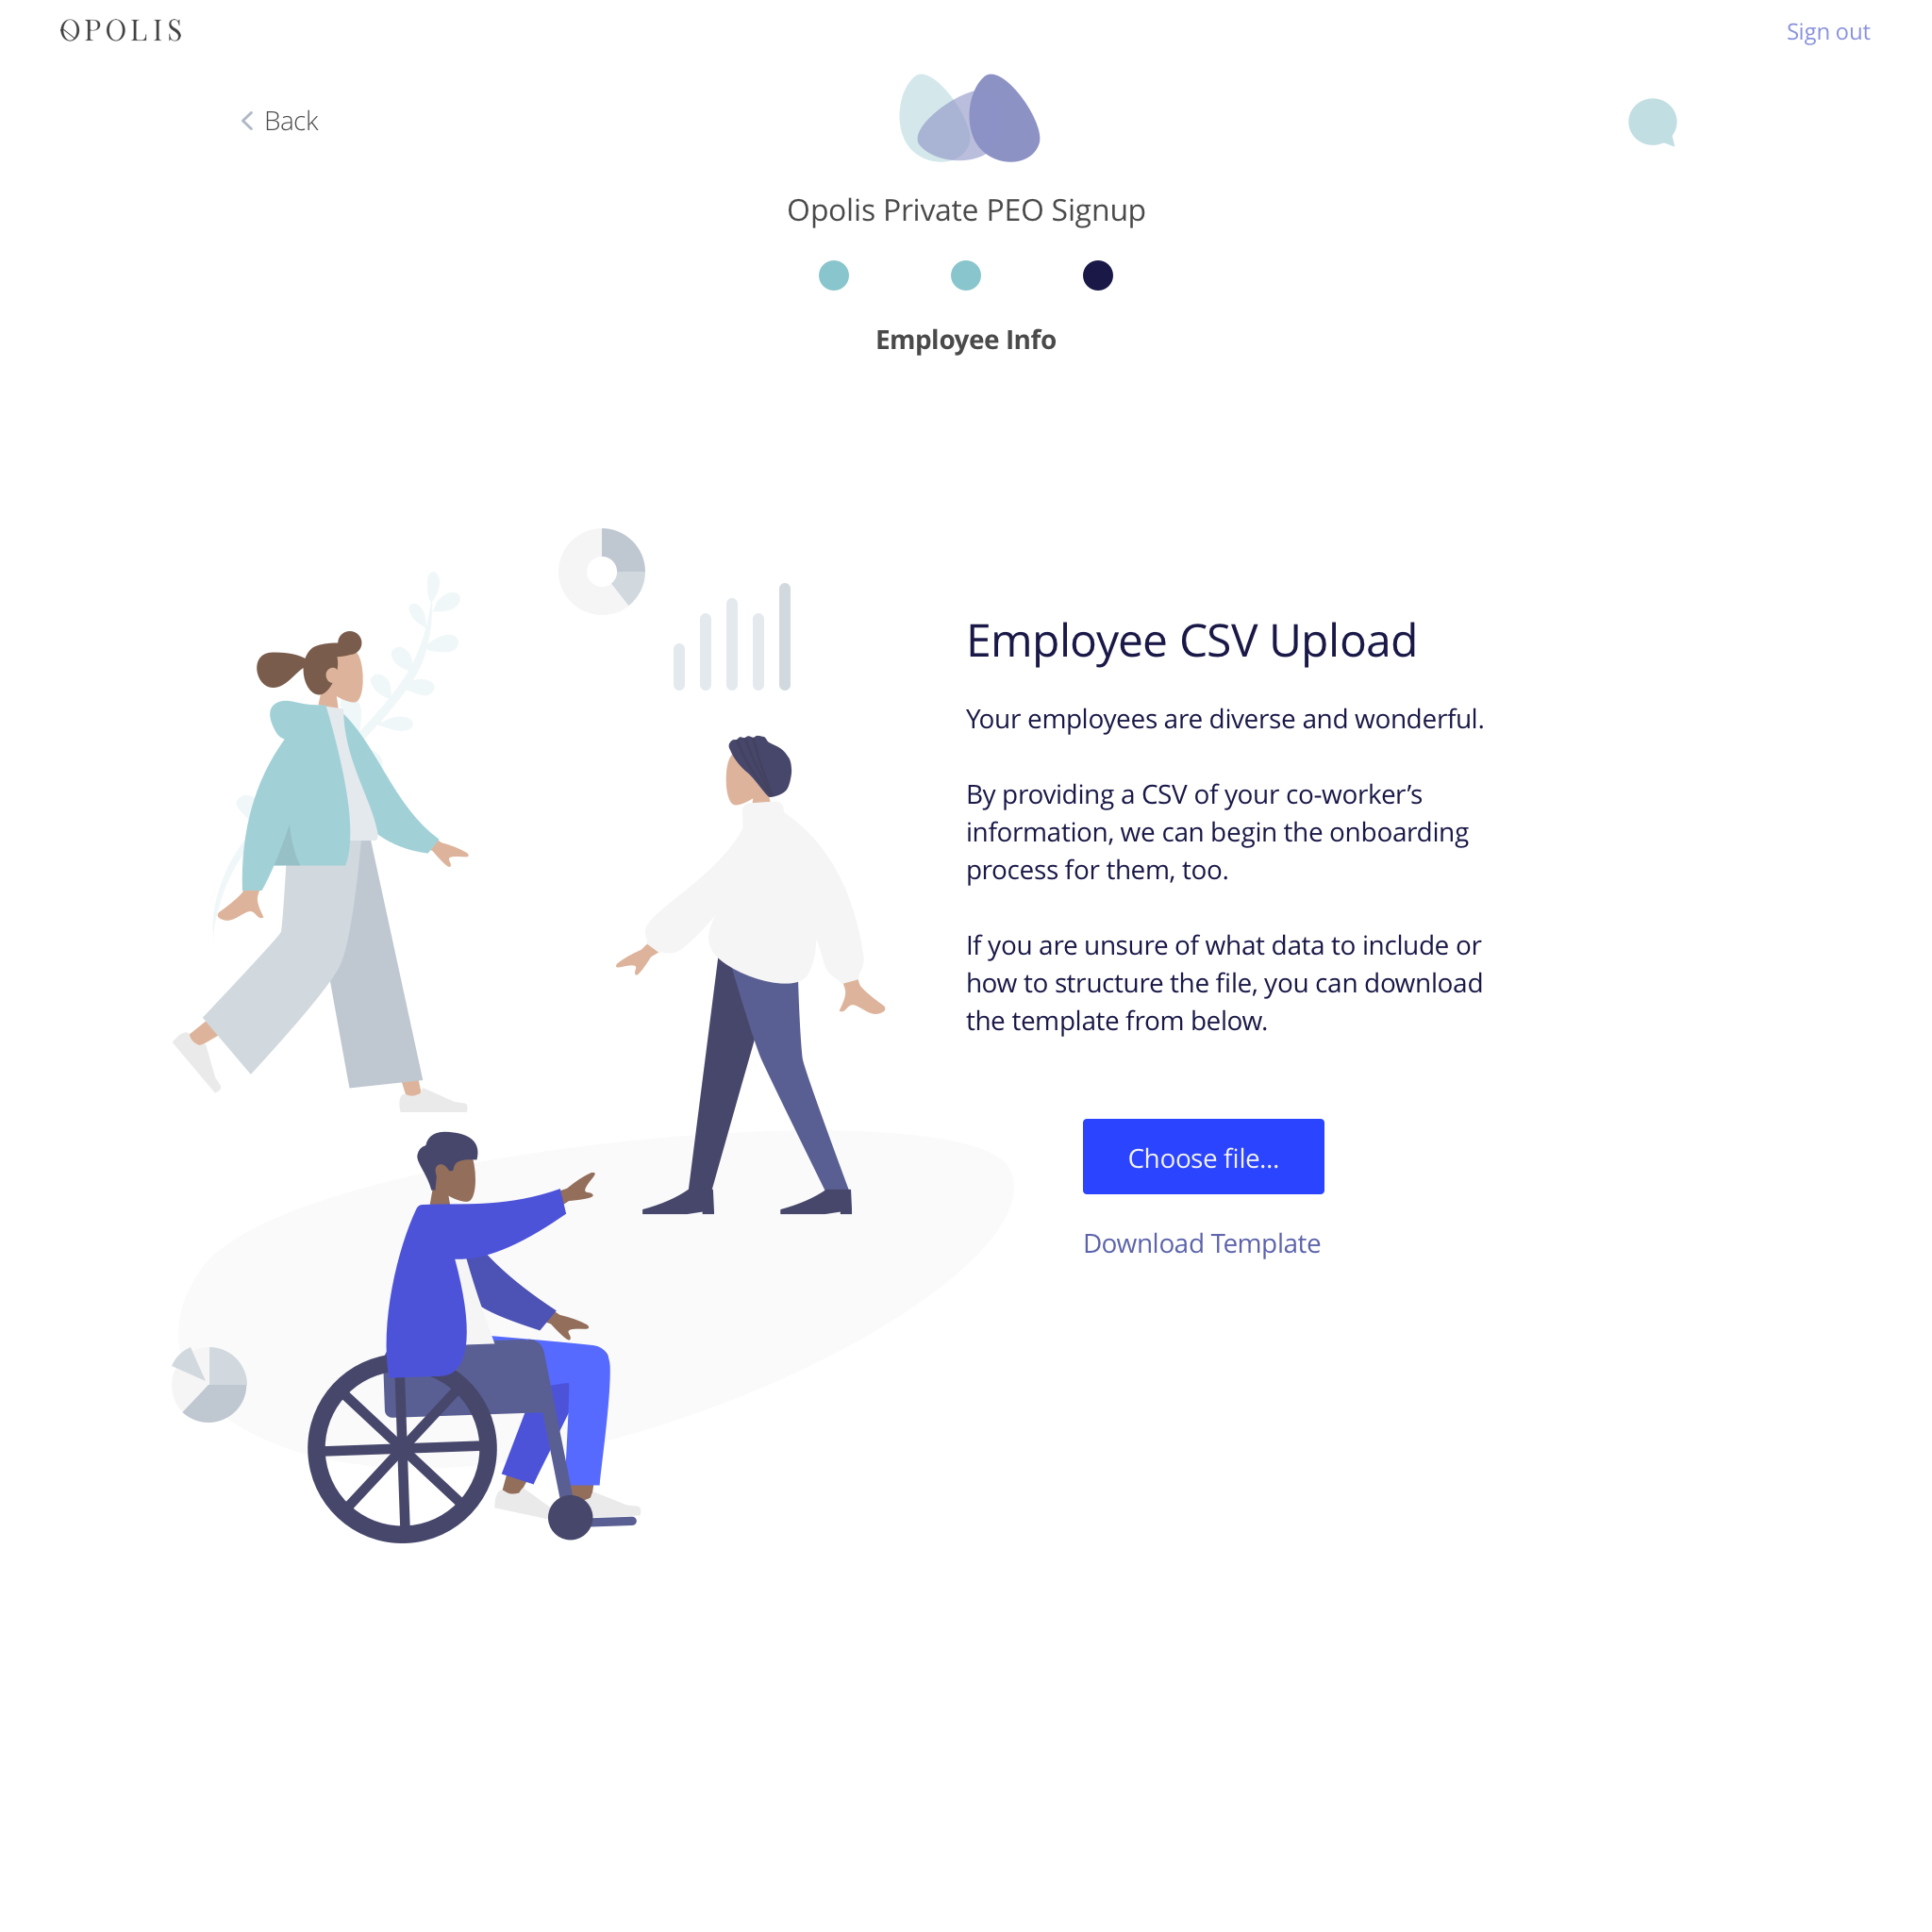 OPOLIS
Sign out
Back
Opolis Private PEO Signup
Employee Info
Employee CSV Upload
Your employees are diverse and wonderful.
By providing a CSV of your co-worker’s
information, we can begin the onboarding
process for them, too.
If you are unsure of what data to include or
how to structure the file, you can download
the template from below.
Choose file...
Download Template